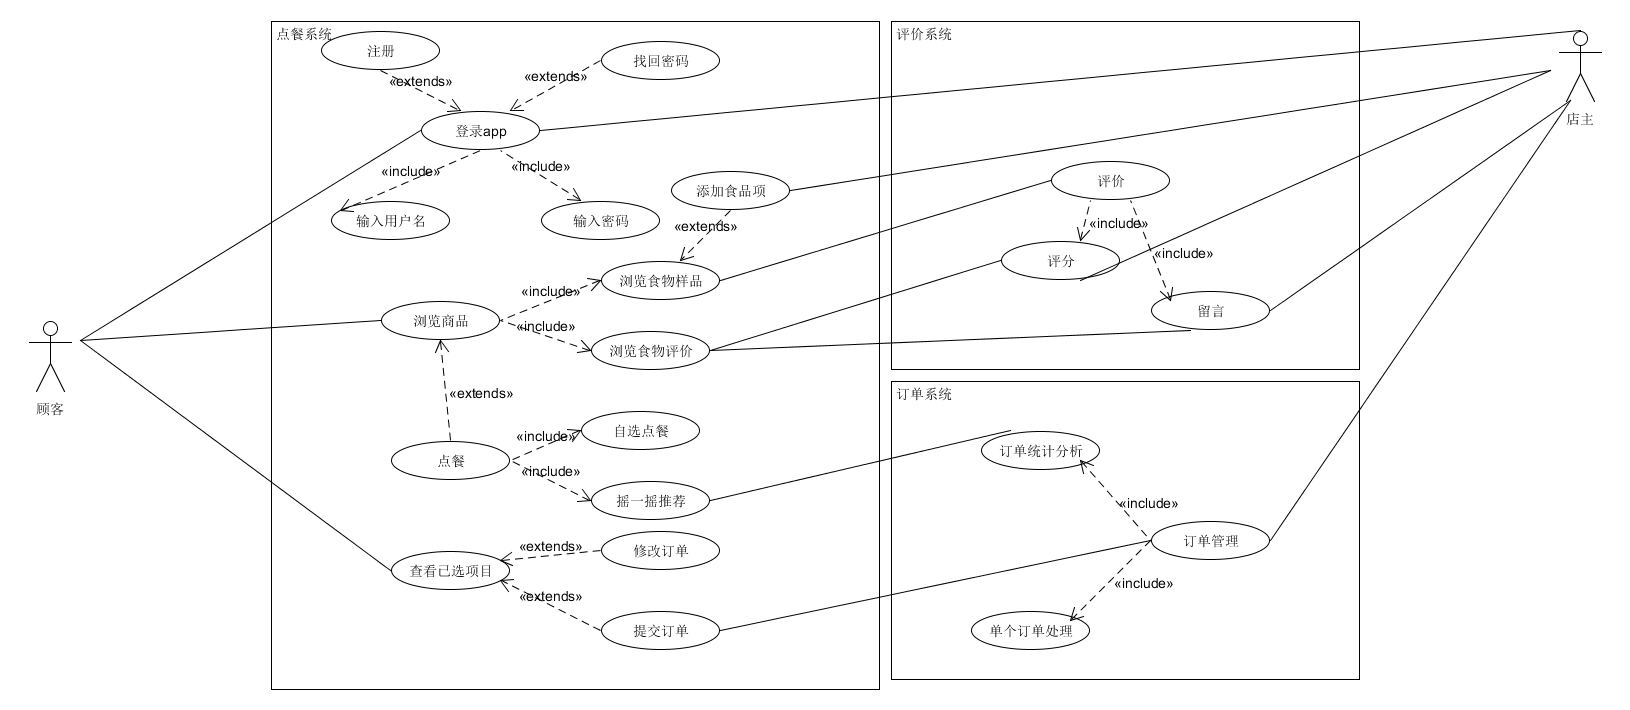 点餐系统
注册
«extends»
找回密码
«extends»
登录app
«include»
«include»
输入用户名
输入密码
添加食品项
«extends»
浏览商品
«include»
«include»
浏览食物样品
浏览食物评价
«extends»
点餐
«include»
«include»
自选点餐
摇一摇推荐
查看已选项目
«extends»
«extends»
修改订单
提交订单
顾客
评价系统
评价
«include»
«include»
评分
留言
订单系统
订单统计分析
«include»
订单管理
«include»
单个订单处理
店主